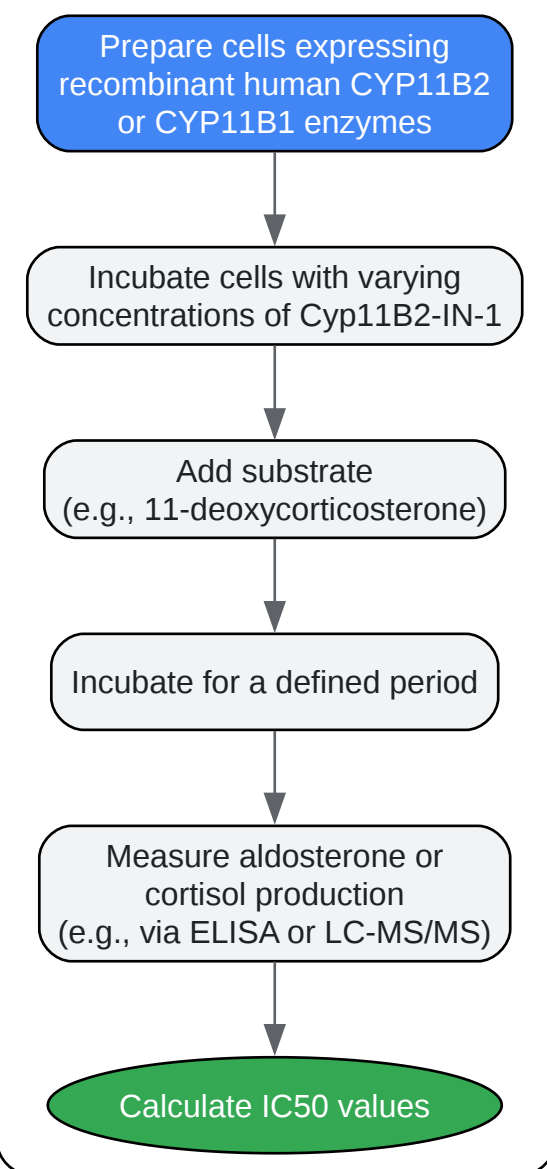 Prepare cells expressing
recombinant human CYP11B2
or CYP11B1 enzymes
Incubate cells with varying
concentrations of Cyp11B2-IN-1
Add substrate
(e.g., 11-deoxycorticosterone)
Incubate for a defined period
Measure aldosterone or
cortisol production
(e.g., via ELISA or LC-MS/MS)
Calculate IC50 values